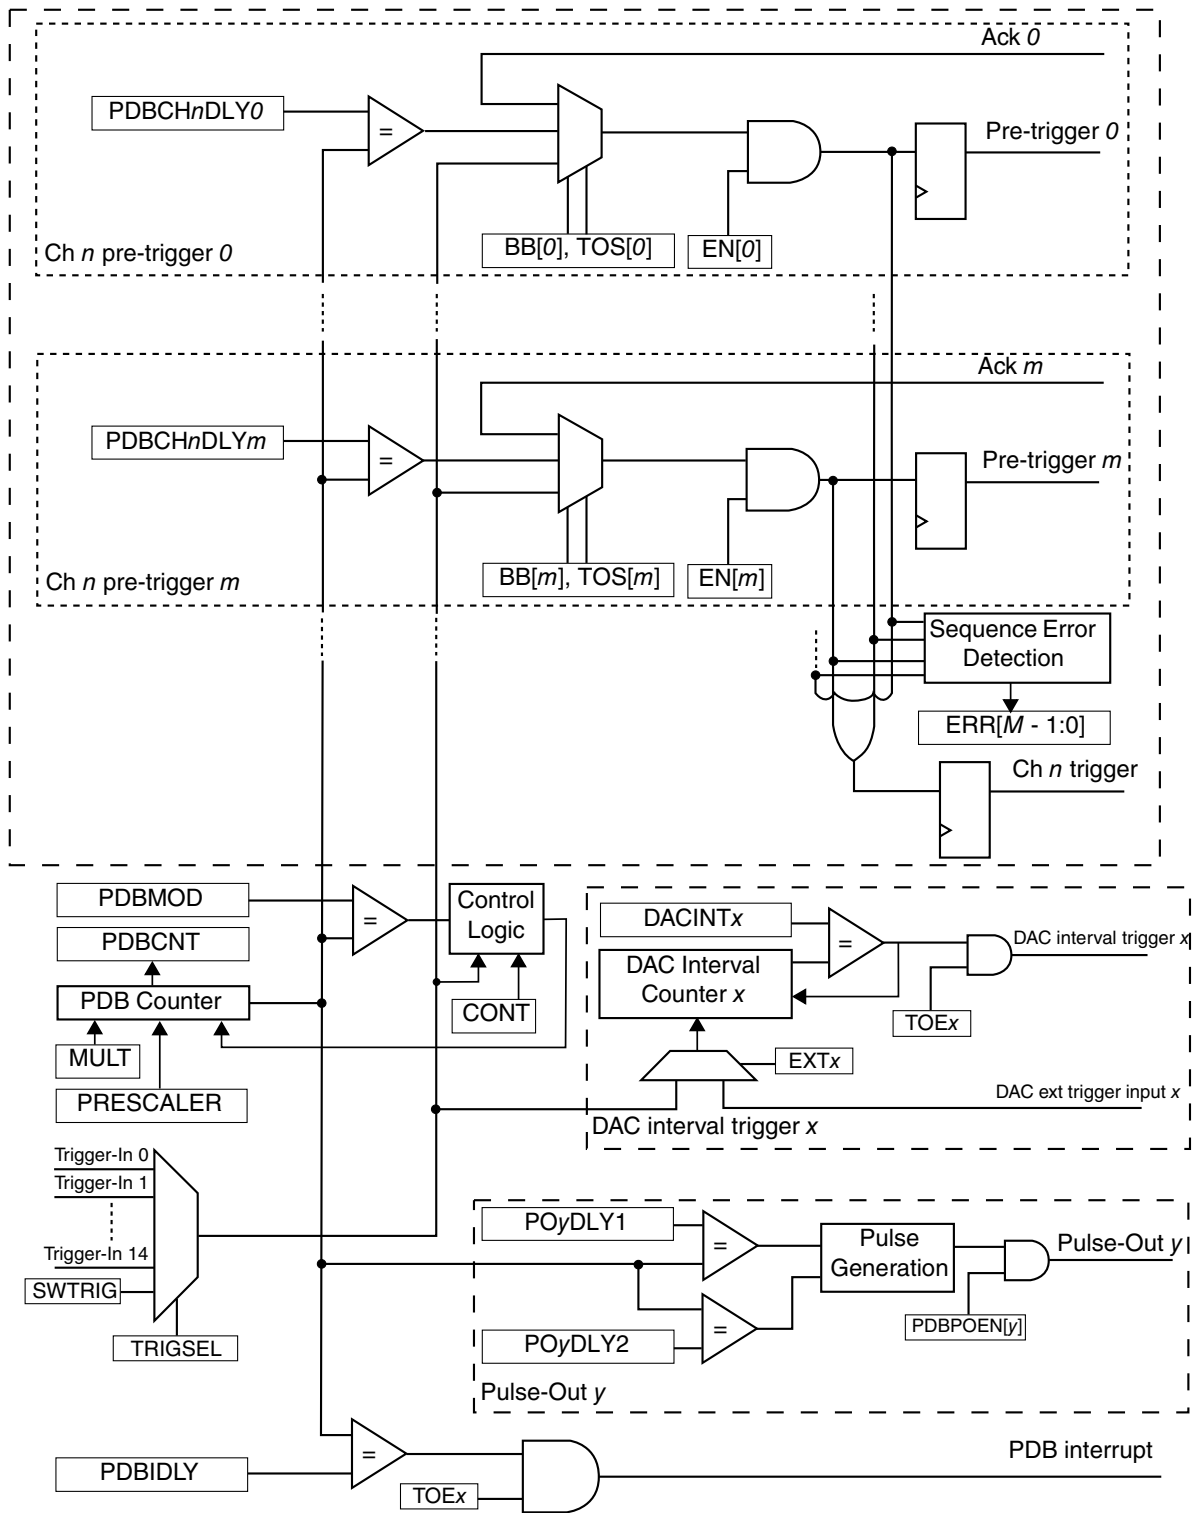 Ack 0
PDBCHnDLY0
=
Pre-trigger 0
BB[0], TOS[0]
EN[0]
Ch n pre-trigger 0
Ack m
PDBCHnDLYm
=
Pre-trigger m
BB[m], TOS[m]
EN[m]
Ch n pre-trigger m
Sequence Error
Detection
ERR[M - 1:0]
Ch n trigger
PDBMOD
=
Control
Logic
PDBCNT
PDB Counter
CONT
MULT
PRESCALER
DACINTx
=
DAC interval trigger x
DAC Interval
Counter x
TOEx
EXTx
DAC ext trigger input x
DAC interval trigger x
Trigger-In 0
Trigger-In 1
Trigger-In 14
SWTRIG
TRIGSEL
POyDLY1
=
Pulse
Generation
Pulse-Out y
PDBPOEN[y]
=
POyDLY2
Pulse-Out y
=
PDB interrupt
PDBIDLY
TOEx